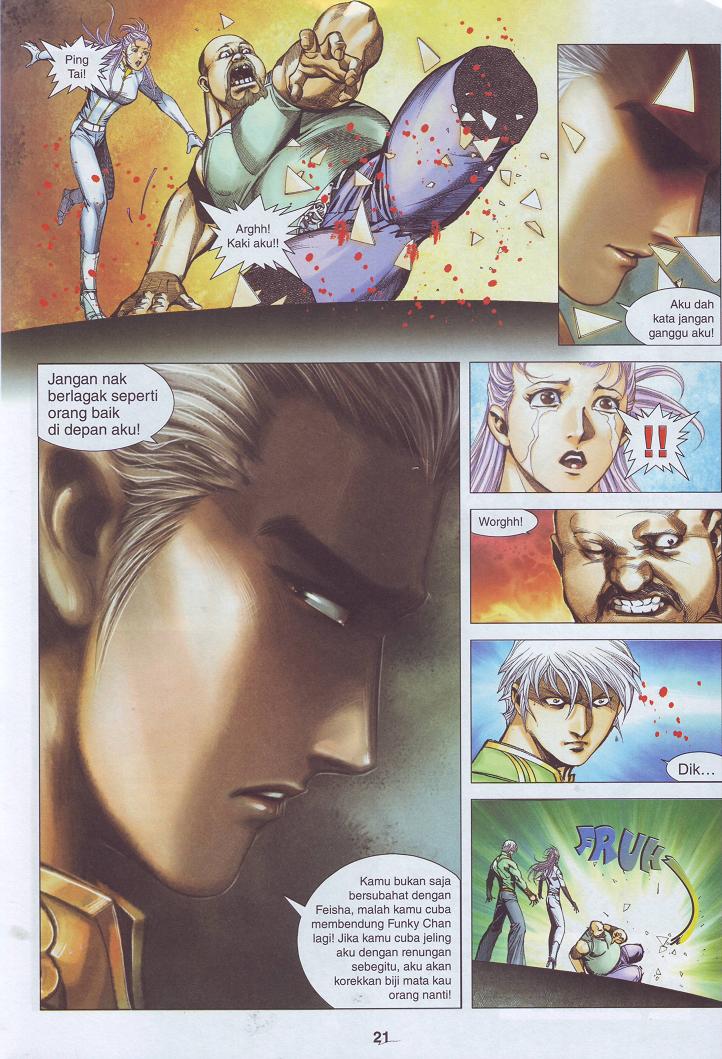 Ping
Tai!
Arghh!
Kaki aku!!
Aku dah
kata jangan
ganggu aku!
Jangan nak
berlagak seperti
orang baik
di depan aku!
!!
Worghh!
Dik...
Kamu bukan saja
bersubahat dengan
Feisha, malah kamu cuba
membendung Funky Chan
lagi! Jika kamu cuba jeling
aku dengan renungan
sebegitu, aku akan
korekkan biji mata kau
orang nanti!
FRUH
21